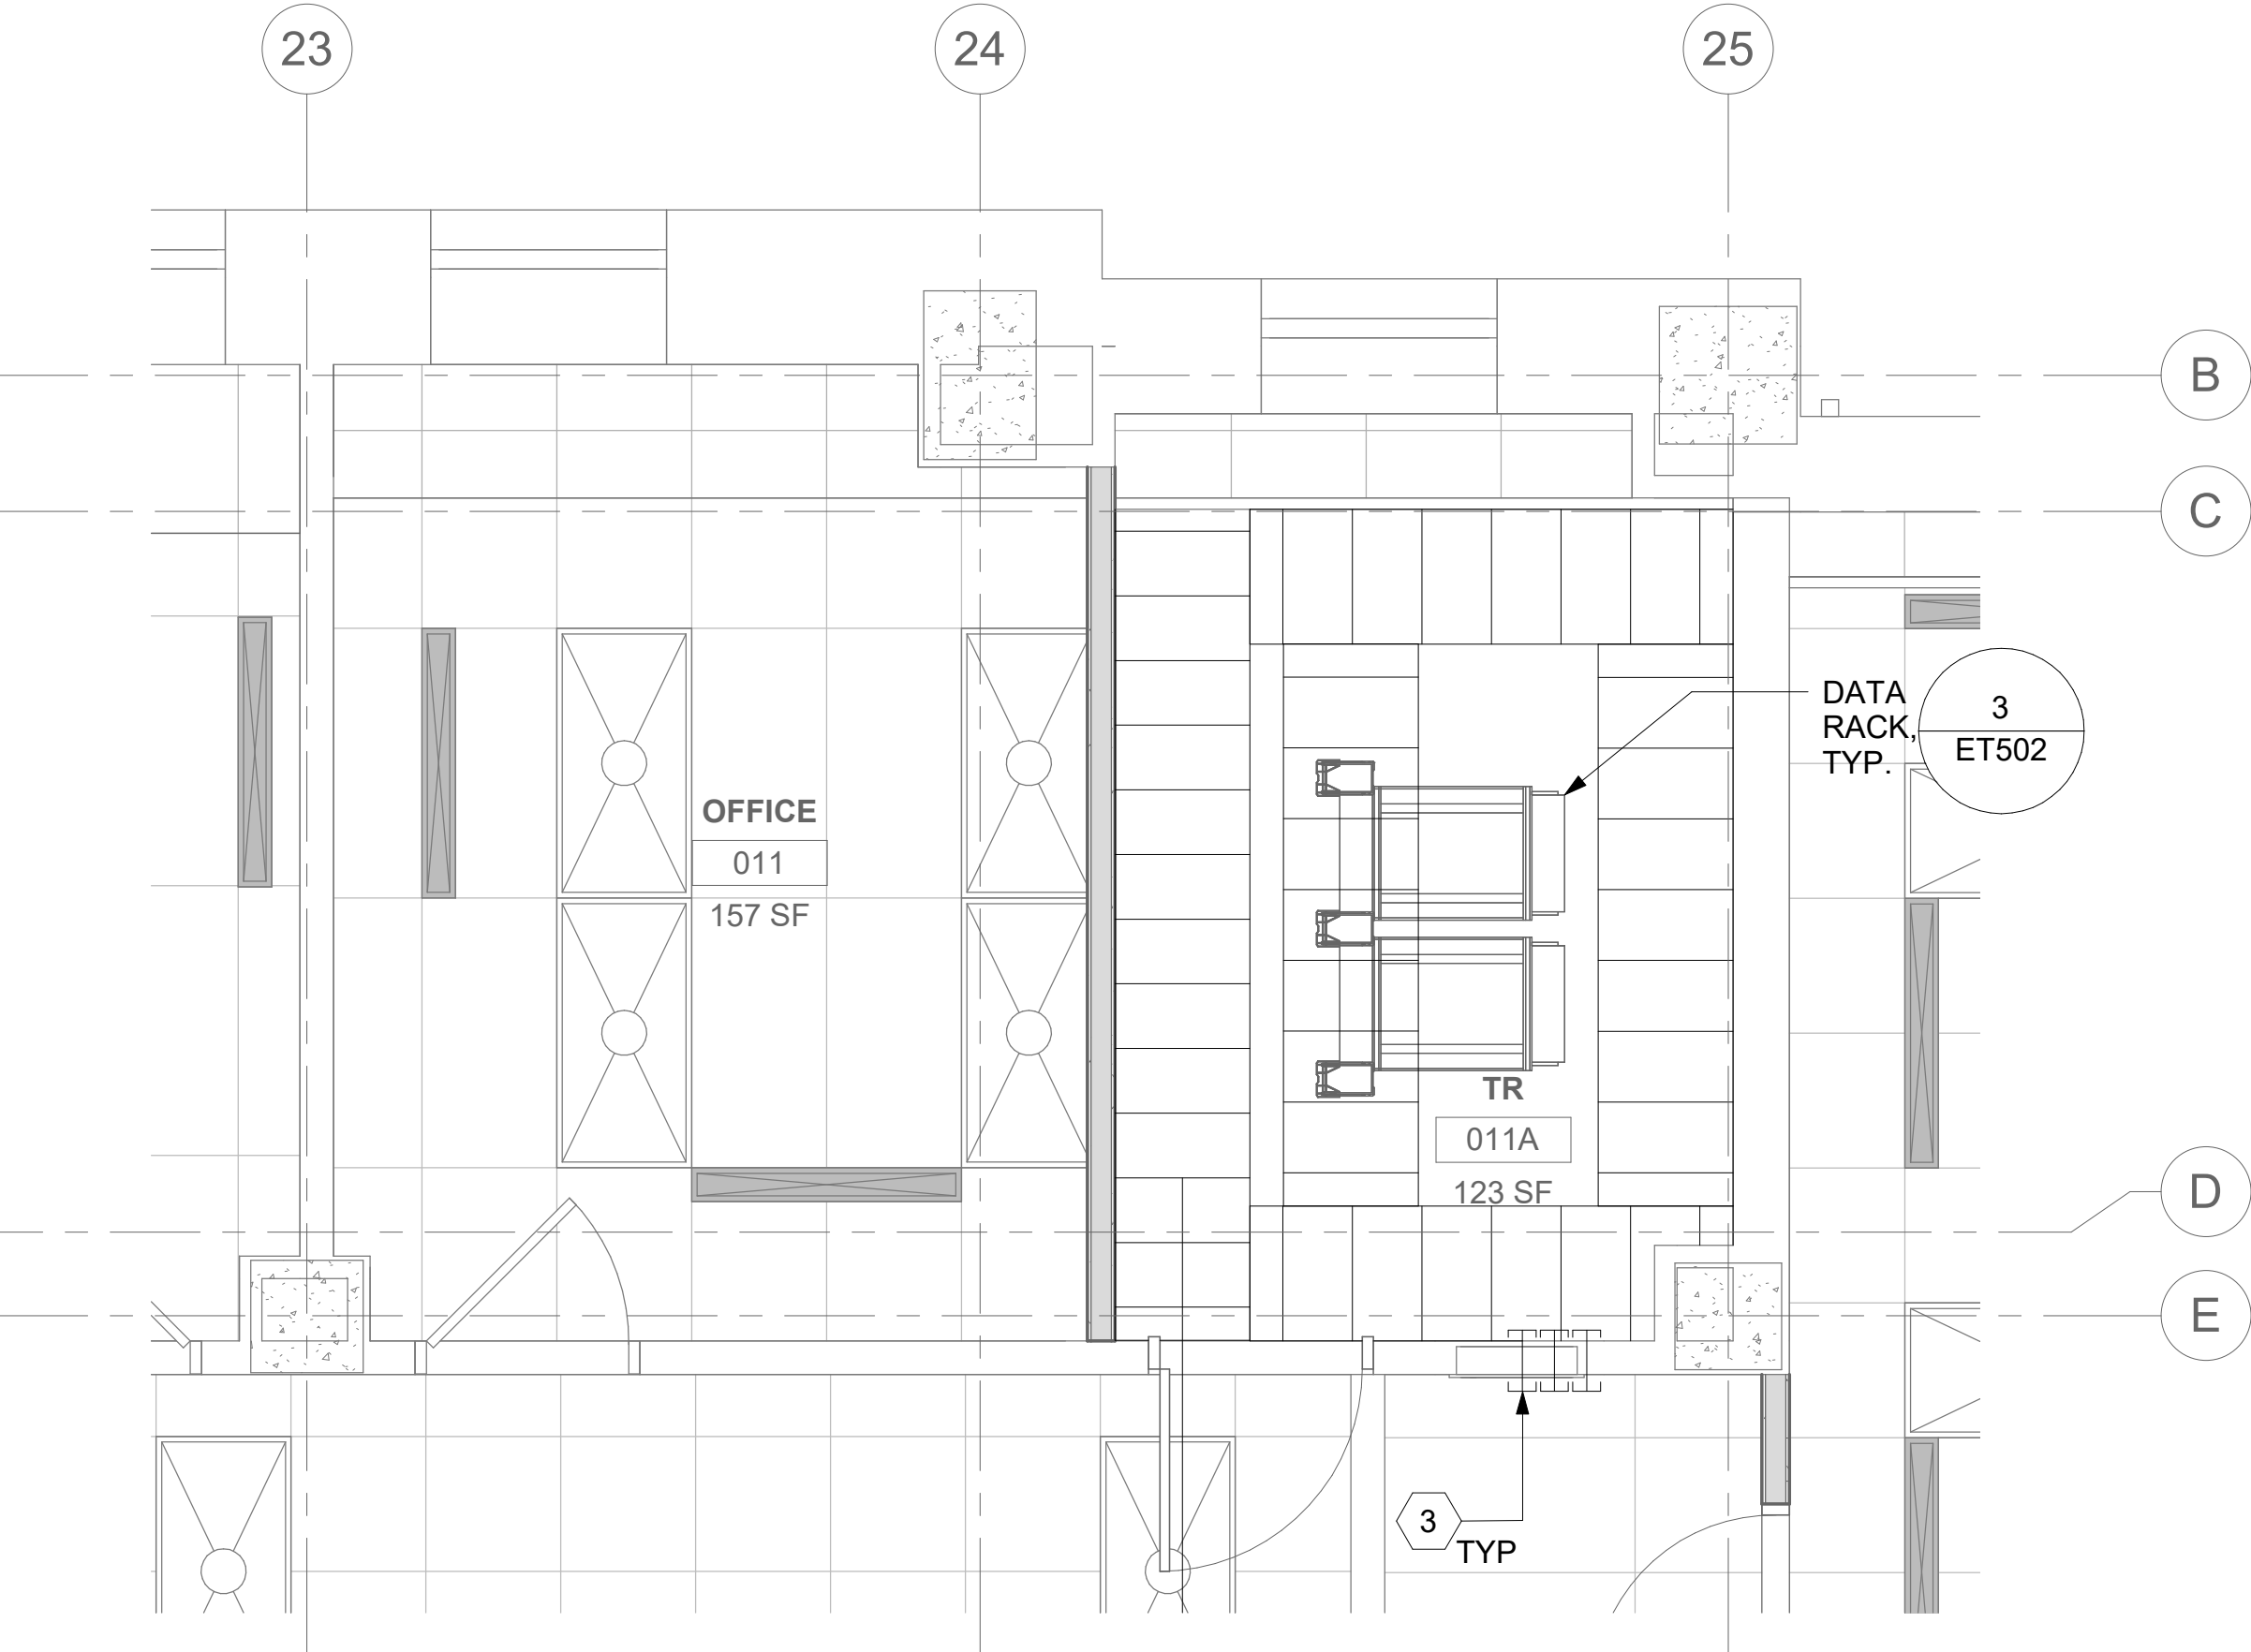 23
24
25
B
C
DATA
RACK,
TYP.
3
ET502
OFFICE
011
157 SF
TR
011A
123 SF
D
E
3
TYP